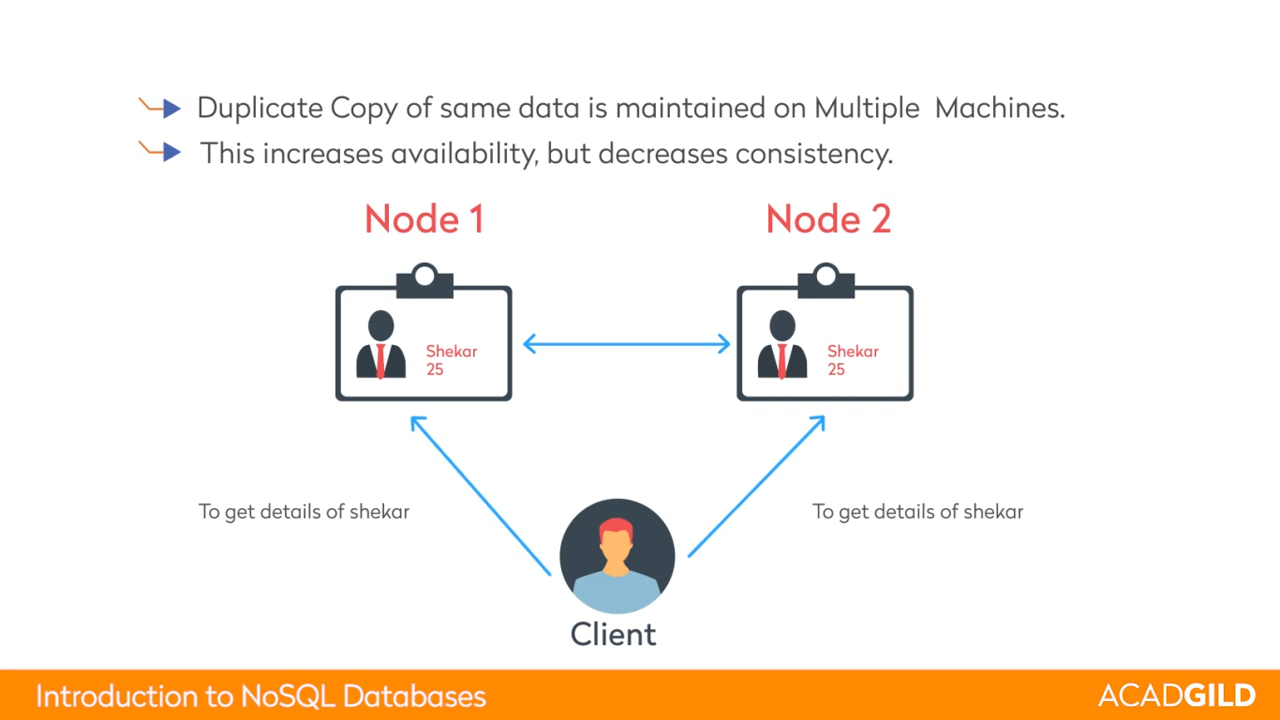 Duplicate Copy of same data is maintained on Multiple Machines.
This increases availability, but decreases consistency.
Node 1
Node 2
Shekar
25
Shekar
25
To get details of shekar
To get details of shekar
Client
Introduction to NoSQL Databases
ACADGILD